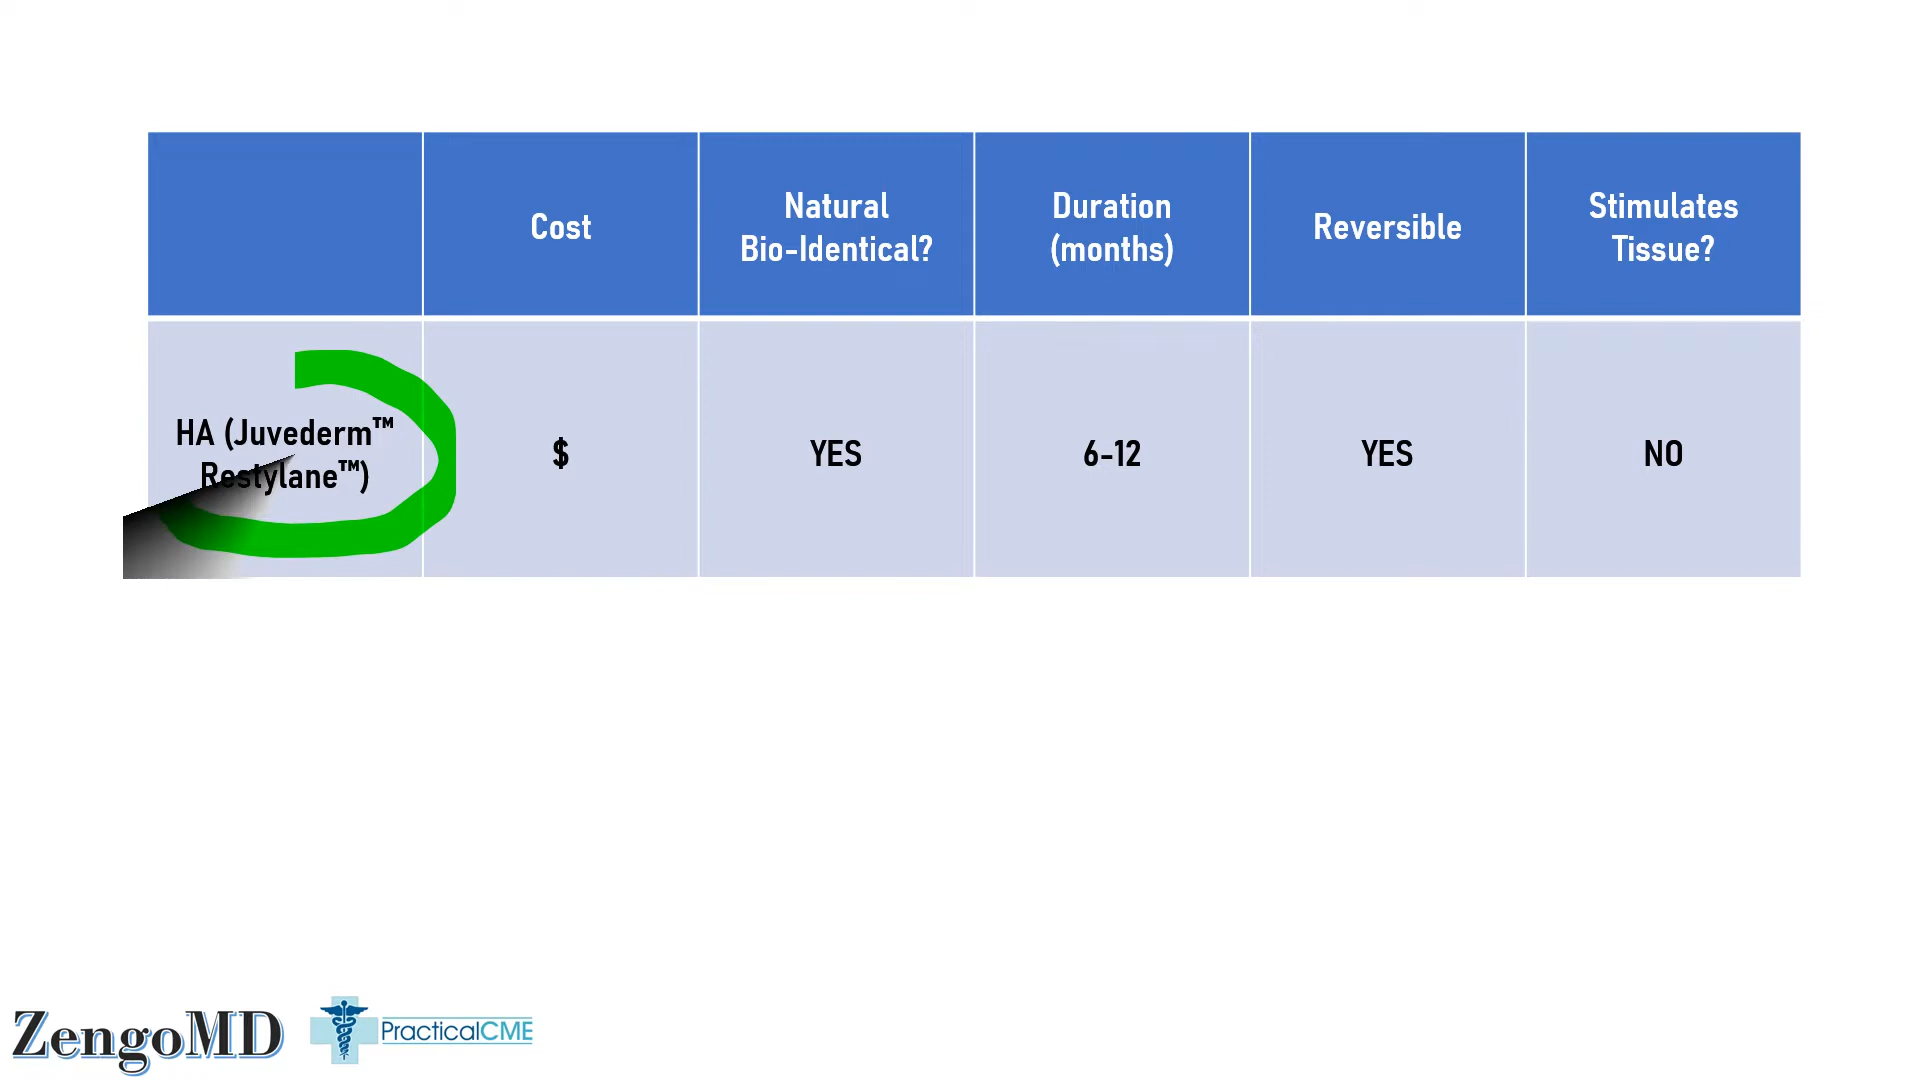 Cost
Natural
Bio-Identical?
Duration
(months)
Reversible
Stimulates
Tissue?
HA (Juvederm™
Restylane™)
$
YES
6-12
YES
NO
ZengoMD
PracticalCME